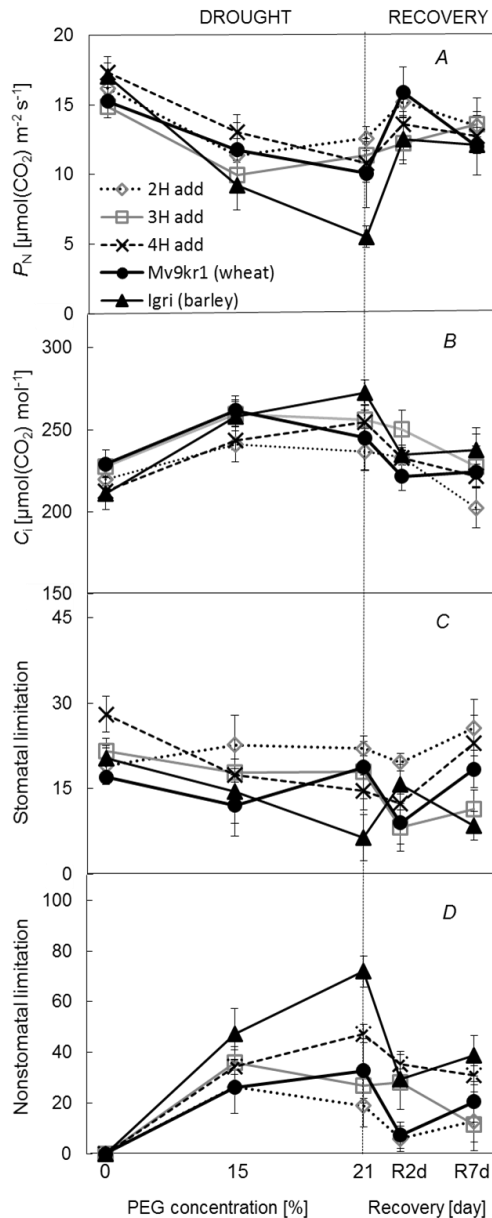 DROUGHT RECOVERY
20
15
10
5
0
P_N [µmol(CO₂) m⁻² s⁻¹]
A
2H add
3H add
4H add
Mv9kr1 (wheat)
Igri (barley)
300
250
200
150
C_i [µmol(CO₂) mol⁻¹]
B
45
30
15
0
Stomatal limitation
C
100
80
60
40
20
0
Nonstomatal limitation
D
0 15 21 R2d R7d
PEG concentration [%] Recovery [day]